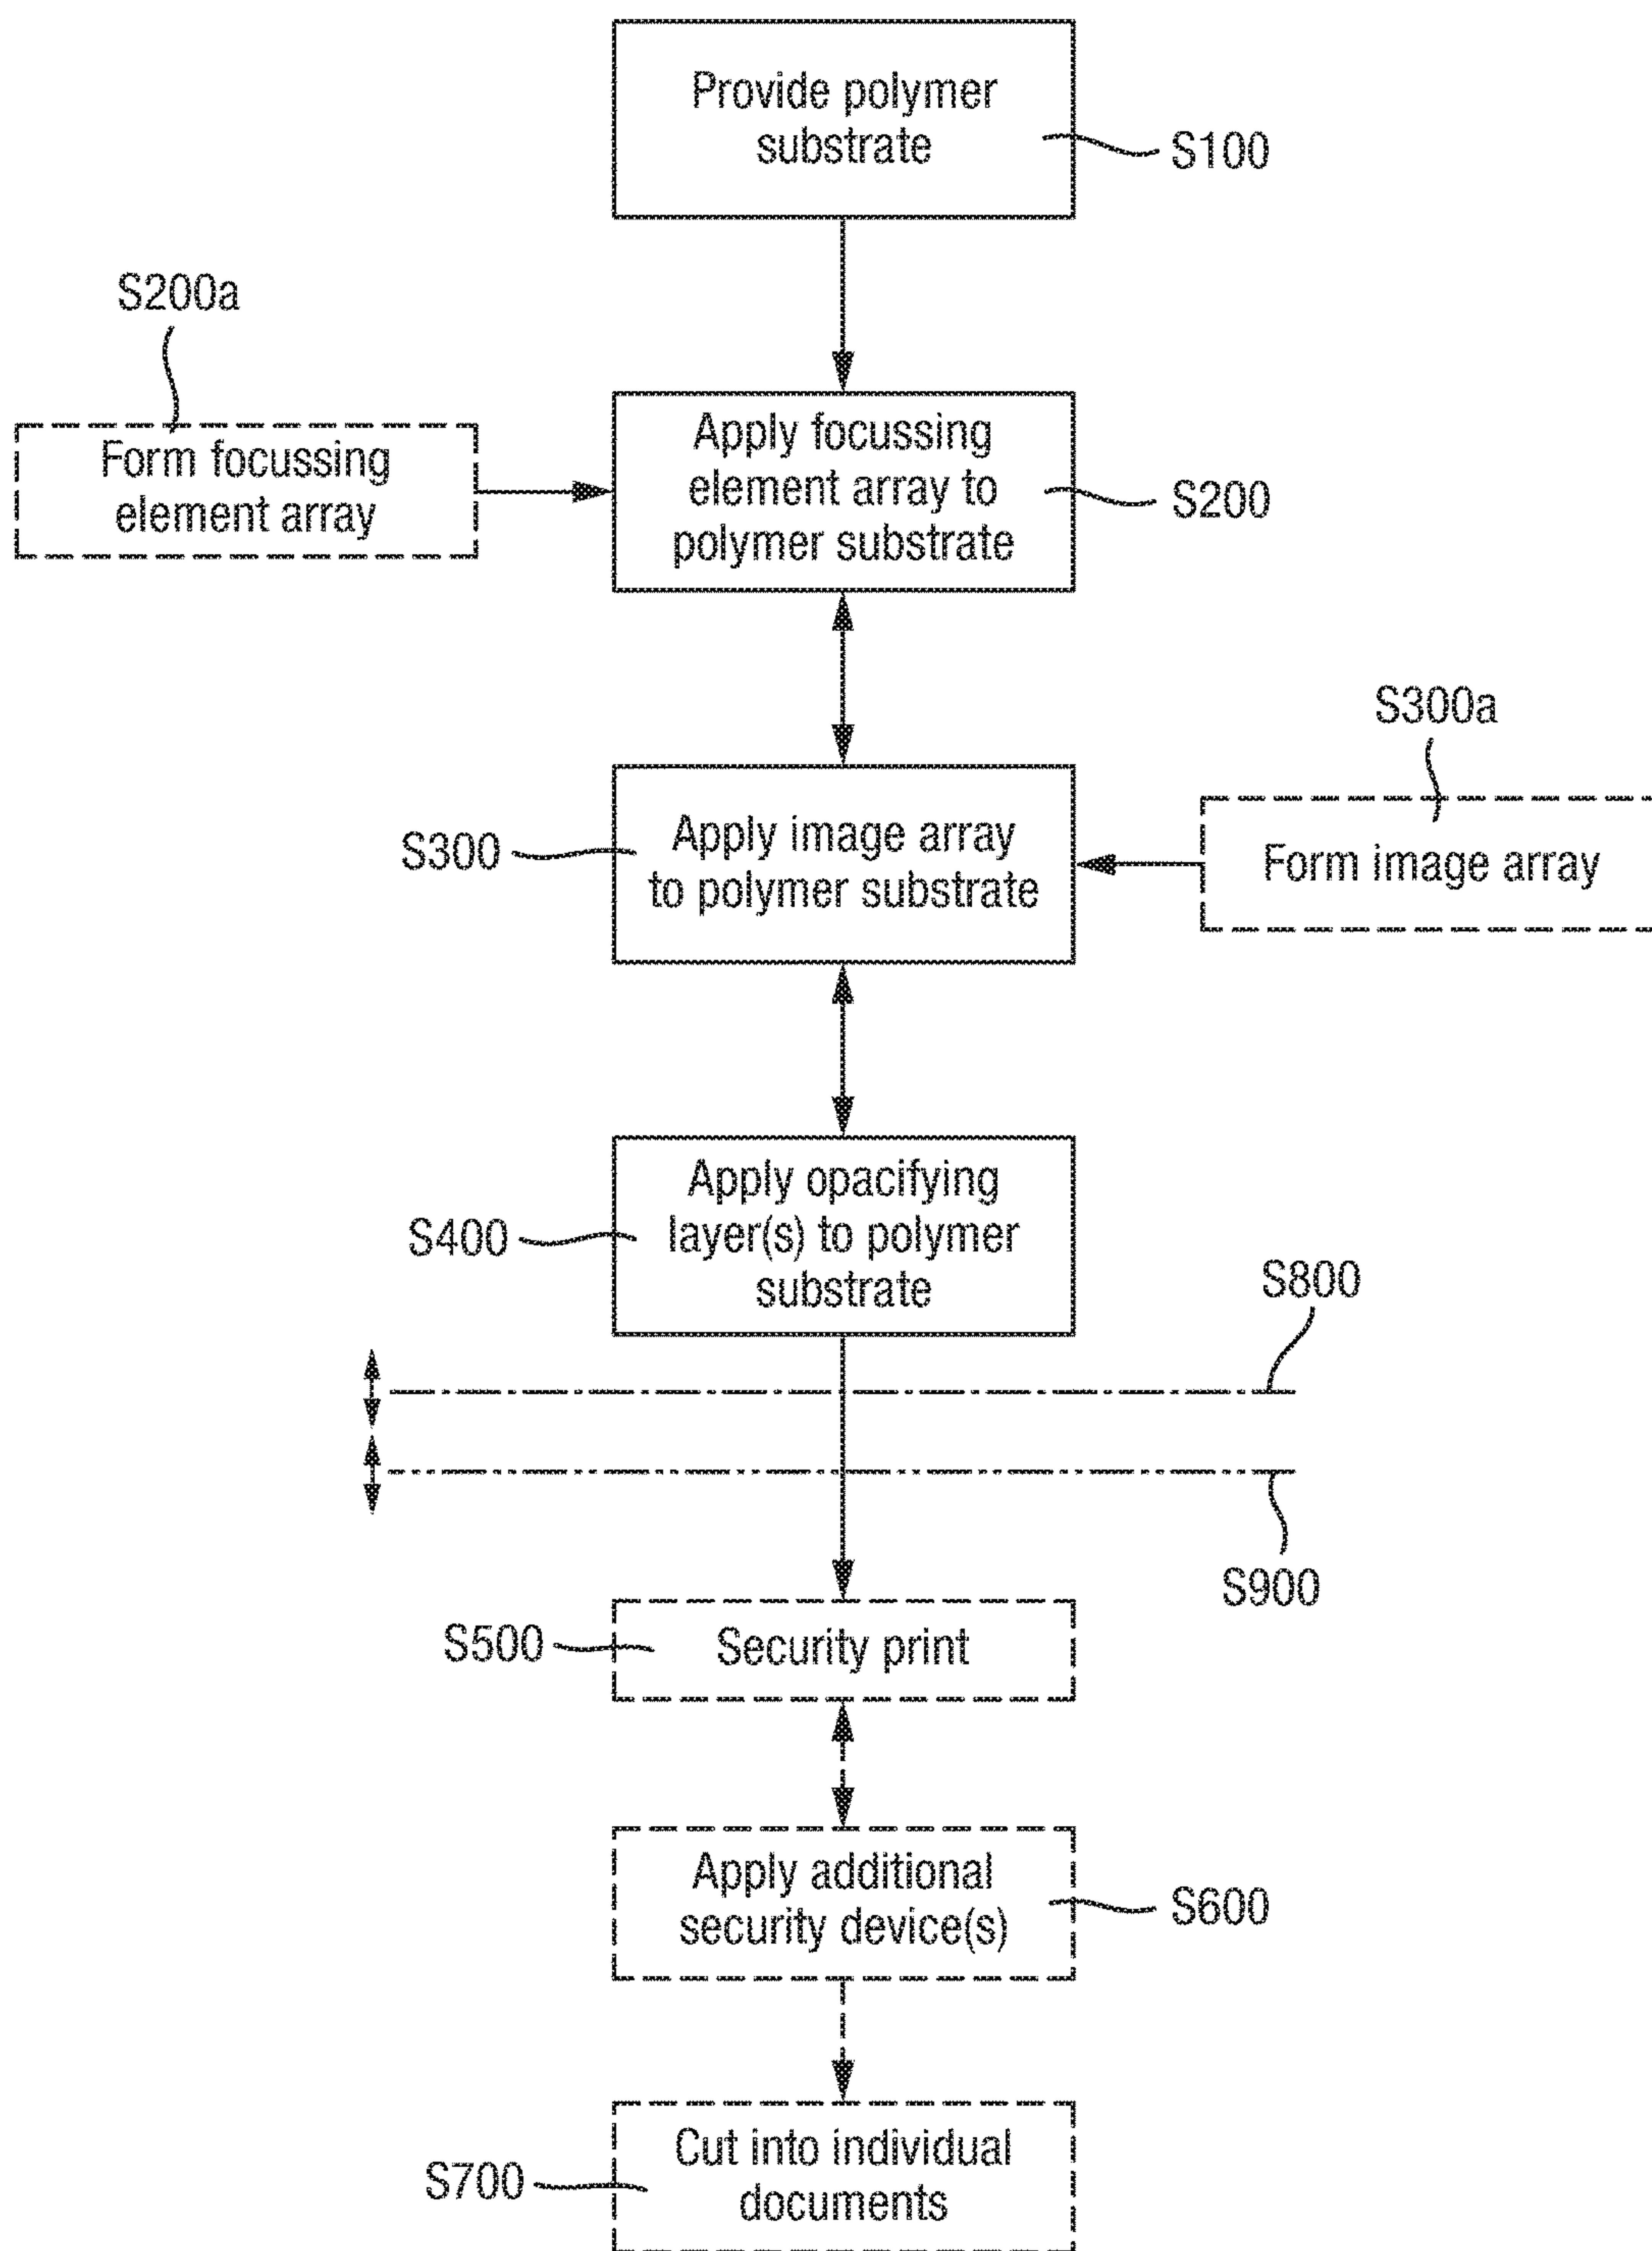 Provide polymer
substrate
S100
S200a
Form focussing
element array
Apply focussing
element array to
polymer substrate
S200
S300a
S300
Apply image array
to polymer substrate
Form image array
S400
Apply opacifying
layer(s) to polymer
substrate
S800
S900
S500
Security print
Apply additional
security device(s)
S600
S700
Cut into individual
documents